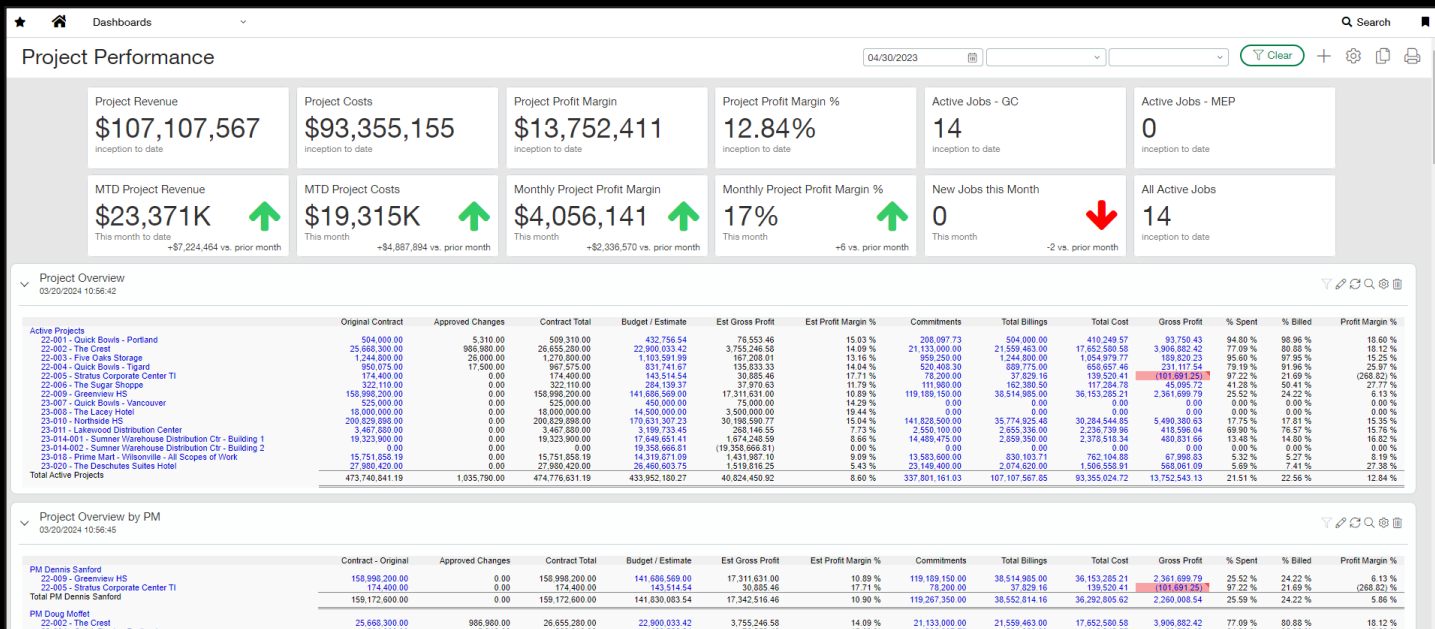 Dashboards
Search
Project Performance
04/30/2023
Clear
Project Revenue
$107,107,567
inception to date
Project Costs
$93,355,155
inception to date
Project Profit Margin
$13,752,411
Project Profit Margin %
12.84%
inception to date
Active Jobs - GC
14
inception to date
Active Jobs - MEP
0
inception to date
MTD Project Revenue
$23,371K
This month to date
+$7,224,464 vs. prior month
MTD Project Costs
$19,315K
This month
+$4,887,894 vs. prior month
Monthly Project Profit Margin
$4,056,141
This month
+$2,336,570 vs. prior month
Monthly Project Profit Margin %
17%
This month
+6 vs. prior month
New Jobs this Month
0
This month
-2 vs. prior month
All Active Jobs
14
inception to date
Project Overview
03/20/2024 10:56:42
Original Contract Approved Changes Contract Total Budget / Estimate Est Gross Profit Est Profit Margin % Commitments Total Billings Total Cost Gross Profit % Spent % Billed Profit Margin %
Active Projects
22-001 - Quick Bowls - Portland 504,000.00 5,310.00 509,310.00 432,756.54 76,553.46 15.03 % 208,097.73 504,000.00 410,249.57 93,750.43 94.80 % 98.96 % 18.60 %
22-002 - The Crest 25,668,300.00 986,980.00 26,655,280.00 22,900,033.42 3,755,246.58 14.09 % 21,133,000.00 21,559,463.00 17,652,580.58 3,906,882.42 77.09 % 80.88 % 18.12 %
22-003 - Five Oaks Storage 1,244,800.00 26,000.00 1,270,800.00 1,103,591.99 167,208.01 13.16 % 959,250.00 1,244,800.00 1,054,979.77 189,820.23 95.60 % 97.95 % 15.25 %
22-004 - Quick Bowls - Tigard 950,075.00 17,500.00 967,575.00 831,741.67 135,833.33 14.04 % 520,408.30 889,775.00 658,657.46 231,117.54 79.19 % 91.96 % 25.97 %
22-005 - Stratus Corporate Center TI 174,400.00 0.00 174,400.00 143,514.54 30,885.46 17.71 % 78,200.00 37,829.16 139,520.41 (101,691.25) 97.22 % 21.69 % (268.82) %
22-006 - The Sugar Shoppe 322,110.00 0.00 322,110.00 284,139.37 37,970.63 11.79 % 111,980.00 162,380.50 117,284.78 45,095.72 41.28 % 50.41 % 27.77 %
22-009 - Greenview HS 158,998,200.00 0.00 158,998,200.00 141,686,569.00 17,311,631.00 10.89 % 119,189,150.00 38,514,985.00 36,153,285.21 2,361,699.79 25.52 % 24.22 % 6.13 %
23-007 - Quick Bowls - Vancouver 525,000.00 0.00 525,000.00 450,000.00 75,000.00 14.29 % 0.00 0.00 0.00 0.00 0.00 % 0.00 % 0.00 %
23-008 - The Lacey Hotel 18,000,000.00 0.00 18,000,000.00 14,500,000.00 3,500,000.00 19.44 % 0.00 0.00 0.00 0.00 0.00 % 0.00 % 0.00 %
23-010 - Northside HS 200,829,898.00 0.00 200,829,898.00 170,631,307.23 30,198,590.77 15.04 % 141,828,500.00 35,774,925.48 30,284,544.85 5,490,380.63 17.75 % 17.81 % 15.35 %
23-011 - Lakewood Distribution Center 3,467,880.00 0.00 3,467,880.00 3,199,733.45 268,146.55 7.73 % 2,550,100.00 2,655,336.00 2,236,739.96 418,596.04 69.90 % 76.57 % 15.76 %
23-014-001 - Sumner Warehouse Distribution Ctr - Building 1 19,323,900.00 0.00 19,323,900.00 17,649,651.41 1,674,248.59 8.66 % 14,489,475.00 2,859,350.00 2,378,518.34 480,831.66 13.48 % 14.80 % 16.82 %
23-014-002 - Sumner Warehouse Distribution Ctr - Building 2 0.00 0.00 0.00 19,358,666.81 (19,358,666.81) 0.00 % 0.00 0.00 0.00 0.00 0.00 % 0.00 % 0.00 %
23-018 - Prime Mart - Wilsonville - All Scopes of Work 15,751,858.19 0.00 15,751,858.19 14,319,871.09 1,431,987.10 9.09 % 13,583,600.00 830,103.71 762,104.88 67,998.83 5.32 % 5.27 % 8.19 %
23-020 - The Deschutes Suites Hotel 27,980,420.00 0.00 27,980,420.00 26,460,603.75 1,519,816.25 5.43 % 23,149,400.00 2,074,620.00 1,506,558.91 568,061.09 5.69 % 7.41 % 27.38 %
Total Active Projects 473,740,841.19 1,035,790.00 474,776,631.19 433,952,180.27 40,824,450.92 8.60 % 337,801,161.03 107,107,567.85 93,355,024.72 13,752,543.13 21.51 % 22.56 % 12.84 %
Project Overview by PM
03/20/2024 10:56:45
Contract - Original Approved Changes Contract Total Budget / Estimate Est Gross Profit Est Profit Margin % Commitments Total Billings Total Cost Gross Profit % Spent % Billed Profit Margin %
PM Dennis Sanford
22-009 - Greenview HS 158,998,200.00 0.00 158,998,200.00 141,686,569.00 17,311,631.00 10.89 % 119,189,150.00 38,514,985.00 36,153,285.21 2,361,699.79 25.52 % 24.22 % 6.13 %
22-005 - Stratus Corporate Center TI 174,400.00 0.00 174,400.00 143,514.54 30,885.46 17.71 % 78,200.00 37,829.16 139,520.41 (101,691.25) 97.22 % 21.69 % (268.82) %
Total PM Dennis Sanford 159,172,600.00 0.00 159,172,600.00 141,830,083.54 17,342,516.46 10.90 % 119,267,350.00 38,552,814.16 36,292,805.62 2,260,008.54 25.59 % 24.22 % 5.86 %
PM Doug Moffet
22-002 - The Crest 25,668,300.00 986,980.00 26,655,280.00 22,900,033.42 3,755,246.58 14.09 % 21,133,000.00 21,559,463.00 17,652,580.58 3,906,882.42 77.09 % 80.88 % 18.12 %